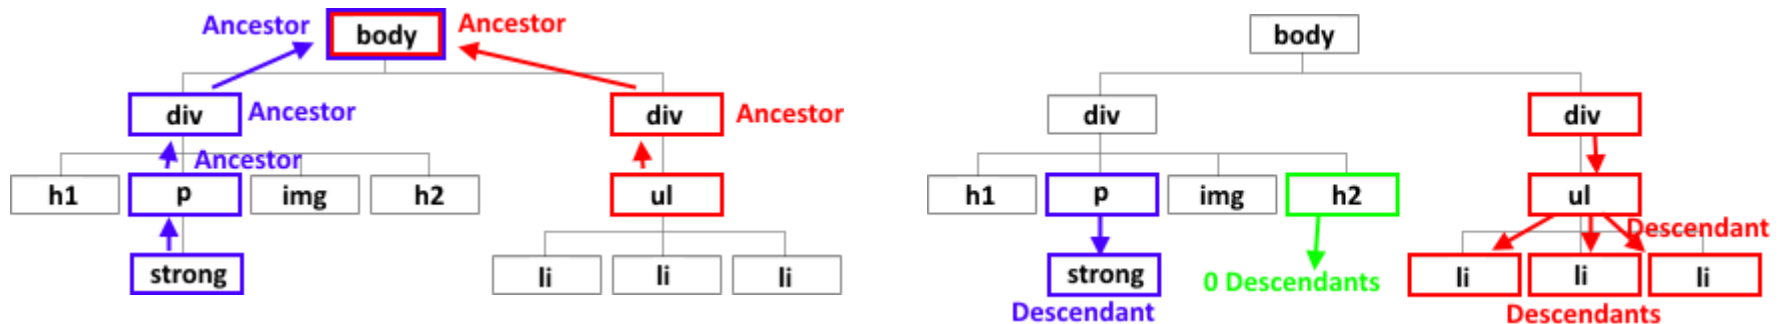 Ancestor body Ancestor
div Ancestor
div Ancestor
Ancestor
h1 p img h2
ul
strong
li li li
body
div
div
h1 p img h2
ul
Descendant
strong
0 Descendants
li li li
Descendant
Descendants